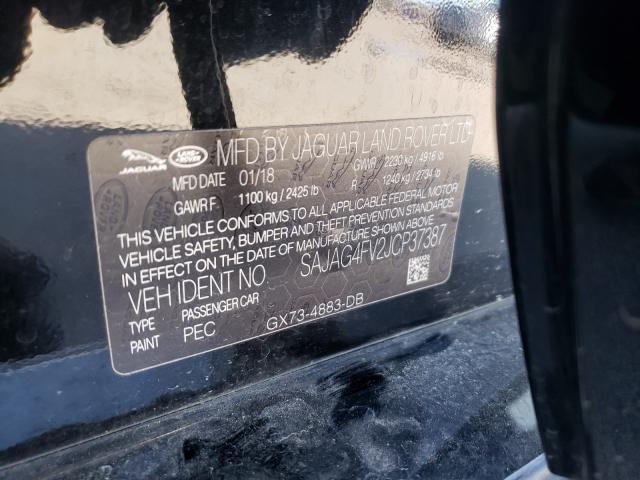 JAGUAR LAND ROVER MFD BY JAGUAR LAND ROVER LTD
MFD DATE 01/18 GVWR 2230 kg / 4916 lb
GAWR F 1100 kg / 2425 lb R 1240 kg / 2734 lb
THIS VEHICLE CONFORMS TO ALL APPLICABLE FEDERAL MOTOR
VEHICLE SAFETY, BUMPER AND THEFT PREVENTION STANDARDS
IN EFFECT ON THE DATE OF MANUFACTURE SHOWN ABOVE.
VEH IDENT NO. SAJAG4FV2JCP37387
TYPE PASSENGER CAR
PAINT PEC GX73-4883-DB